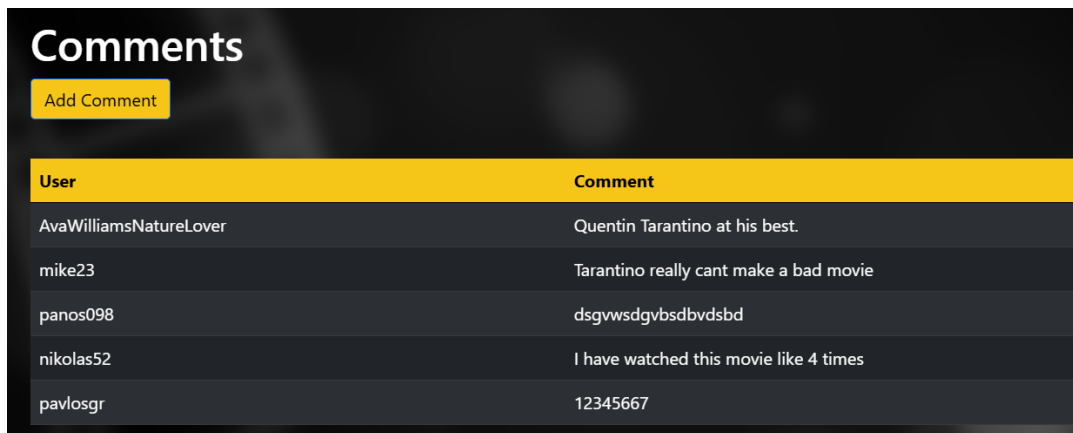 Comments
Add Comment
User Comment
AvaWilliamsNatureLover Quentin Tarantino at his best.
mike23 Tarantino really cant make a bad movie
panos098 dsgvwsdgvbsdbvdsbd
nikolas52 I have watched this movie like 4 times
pavlosgr 12345667